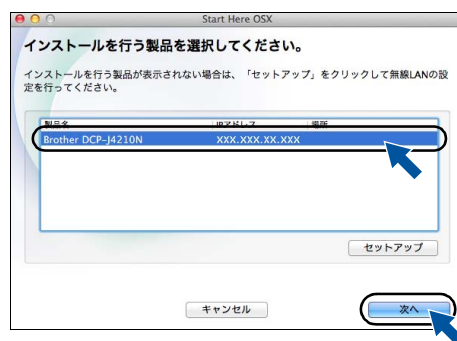 Start Here OSX
インストールを行う製品を選択してください。
インストールを行う製品が表示されない場合は、「セットアップ」をクリックして無線LANの設
定を行ってください。
製品名 IPアドレス 場所
Brother DCP-J4210N XXX.XXX.XX.XXX
セットアップ
キャンセル 次へ